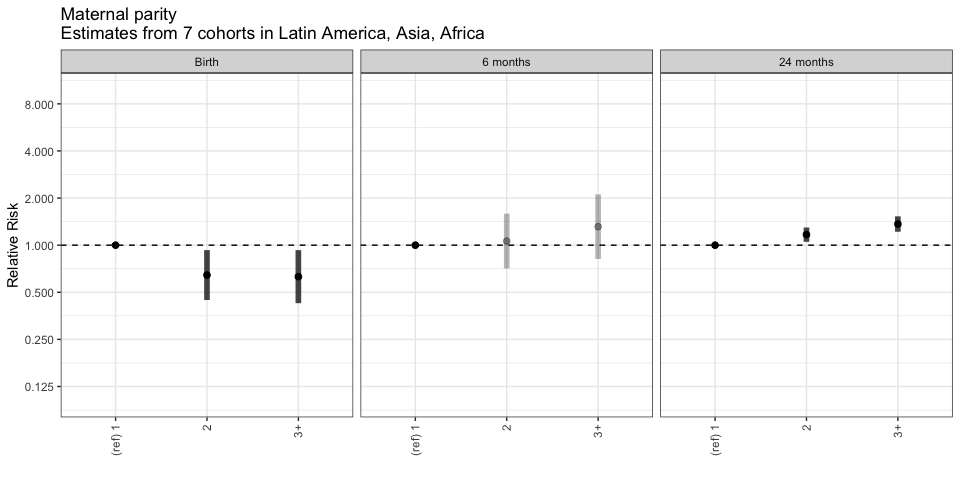 Maternal parity
Estimates from 7 cohorts in Latin America, Asia, Africa
Birth
6 months
24 months
Relative Risk
8.000
4.000
2.000
1.000
0.500
0.250
0.125
(ref) 1
2
3+
(ref) 1
2
3+
(ref) 1
2
3+